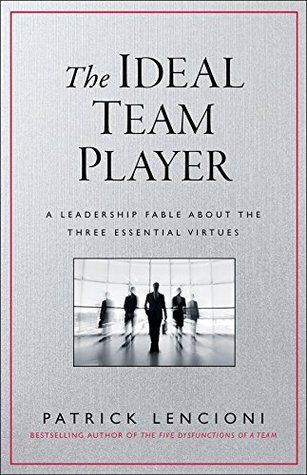 The IDEAL
TEAM
PLAYER
A LEADERSHIP FABLE ABOUT THE
THREE ESSENTIAL VIRTUES
PATRICK LENCIONI
BESTSELLING AUTHOR OF THE FIVE DYSFUNCTIONS OF A TEAM